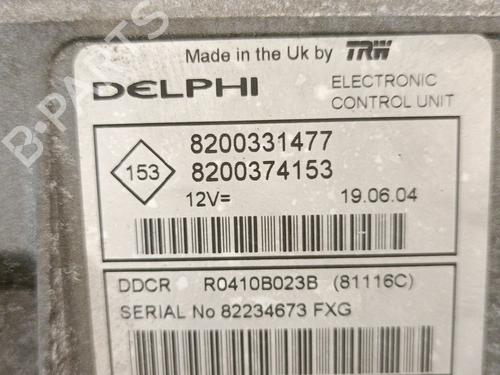 Made in the Uk by TRW
DELPHI
ELECTRONIC
CONTROL UNIT
153
8200331477
8200374153
12V=
19.06.04
DDCR R0410B023B (81116C)
SERIAL No 82234673 FXG
B-PARTS